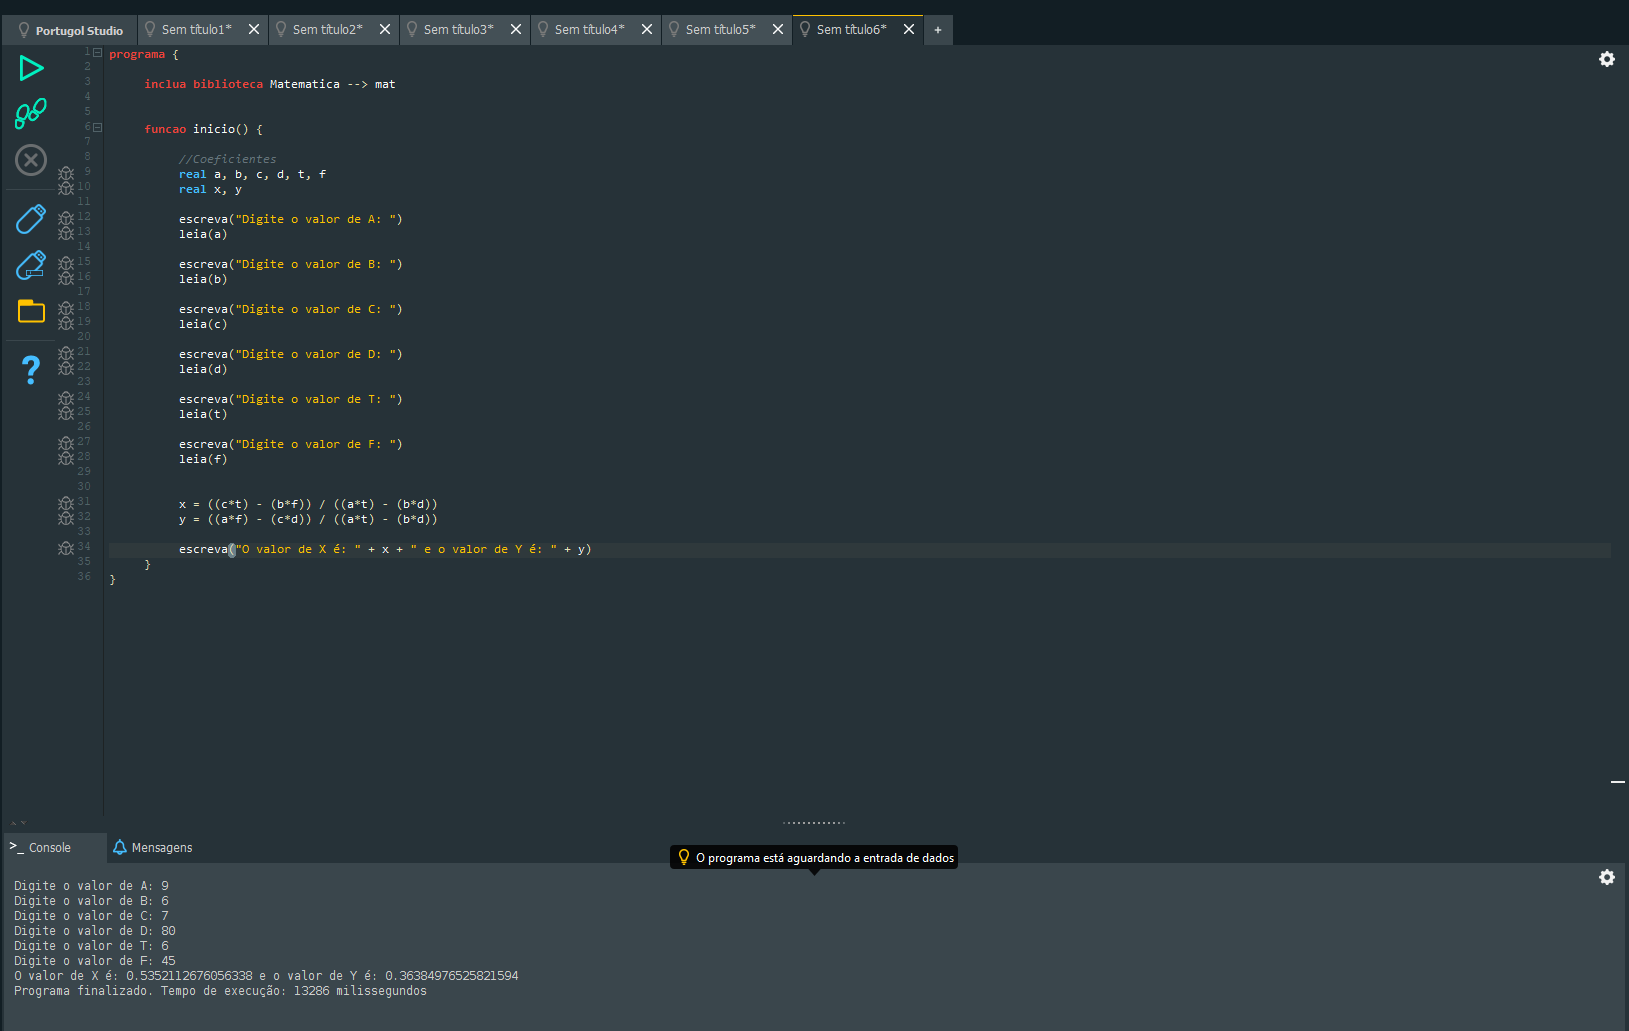 Portugol Studio Sem título1* Sem título2* Sem título3* Sem título4* Sem título5* Sem título6* +
1 programa {
2
3 inclua biblioteca Matematica --> mat
4
5
6 funcao inicio() {
7
8 //Coeficientes
9 real a, b, c, d, t, f
10 real x, y
11
12 escreva("Digite o valor de A: ")
13 leia(a)
14
15 escreva("Digite o valor de B: ")
16 leia(b)
17
18 escreva("Digite o valor de C: ")
19 leia(c)
20
21 escreva("Digite o valor de D: ")
22 leia(d)
23
24 escreva("Digite o valor de T: ")
25 leia(t)
26
27 escreva("Digite o valor de F: ")
28 leia(f)
29
30
31 x = ((c*t) - (b*f)) / ((a*t) - (b*d))
32 y = ((a*f) - (c*d)) / ((a*t) - (b*d))
33
34 escreva("O valor de X é: " + x + " e o valor de Y é: " + y)
35 }
36 }
>_ Console Mensagens
O programa está aguardando a entrada de dados
Digite o valor de A: 9
Digite o valor de B: 6
Digite o valor de C: 7
Digite o valor de D: 80
Digite o valor de T: 6
Digite o valor de F: 45
O valor de X é: 0.5352112676056338 e o valor de Y é: 0.36384976525821594
Programa finalizado. Tempo de execução: 13286 milissegundos